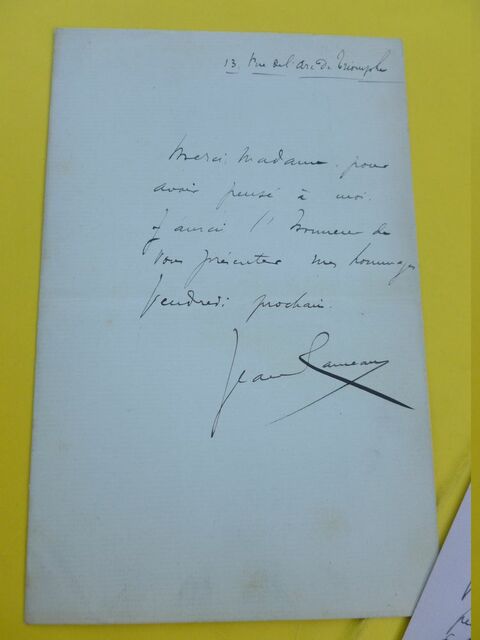 13 Rue de l'Arc de Triomphe
Merci, Madame, pour
avoir pensé à moi.
J'aurai l'honneur de
vous présenter mes hommages
Vendredi prochain.
Jean Rameau